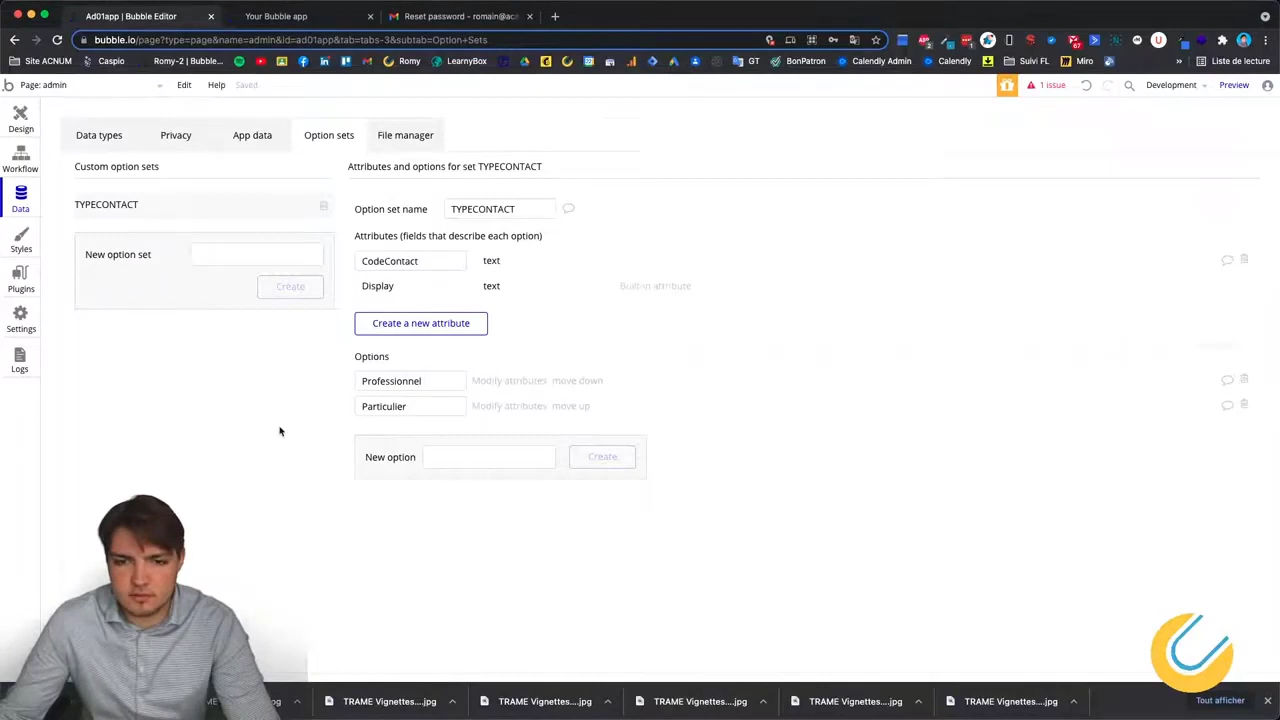 Ad01app | Bubble Editor
Your Bubble app
Reset password - romain@ac
bubble.io/page?type=page&name=admin&id=ad01app&tab=tabs-3&subtab=Option+Sets
Site ACNUM
Caspio
Romy-2 | Bubble...
Romy
LearnyBox
GT
BonPatron
Calendly Admin
Calendly
Suivi FL
Miro
Liste de lecture
Page: admin
Edit
Help
Saved
1 issue
Development
Preview
Design
Workflow
Data
Styles
Plugins
Settings
Logs
Data types
Privacy
App data
Option sets
File manager
Custom option sets
TYPECONTACT
New option set
Create
Attributes and options for set TYPECONTACT
Option set name
TYPECONTACT
Attributes (fields that describe each option)
CodeContact
text
Display
text
Built-in attribute
Create a new attribute
Options
Professionnel
Modify attributes
move down
Particulier
Modify attributes
move up
New option
Create
TRAME Vignettes....jpg
TRAME Vignettes....jpg
TRAME Vignettes....jpg
TRAME Vignettes....jpg
TRAME Vignettes....jpg
Tout afficher